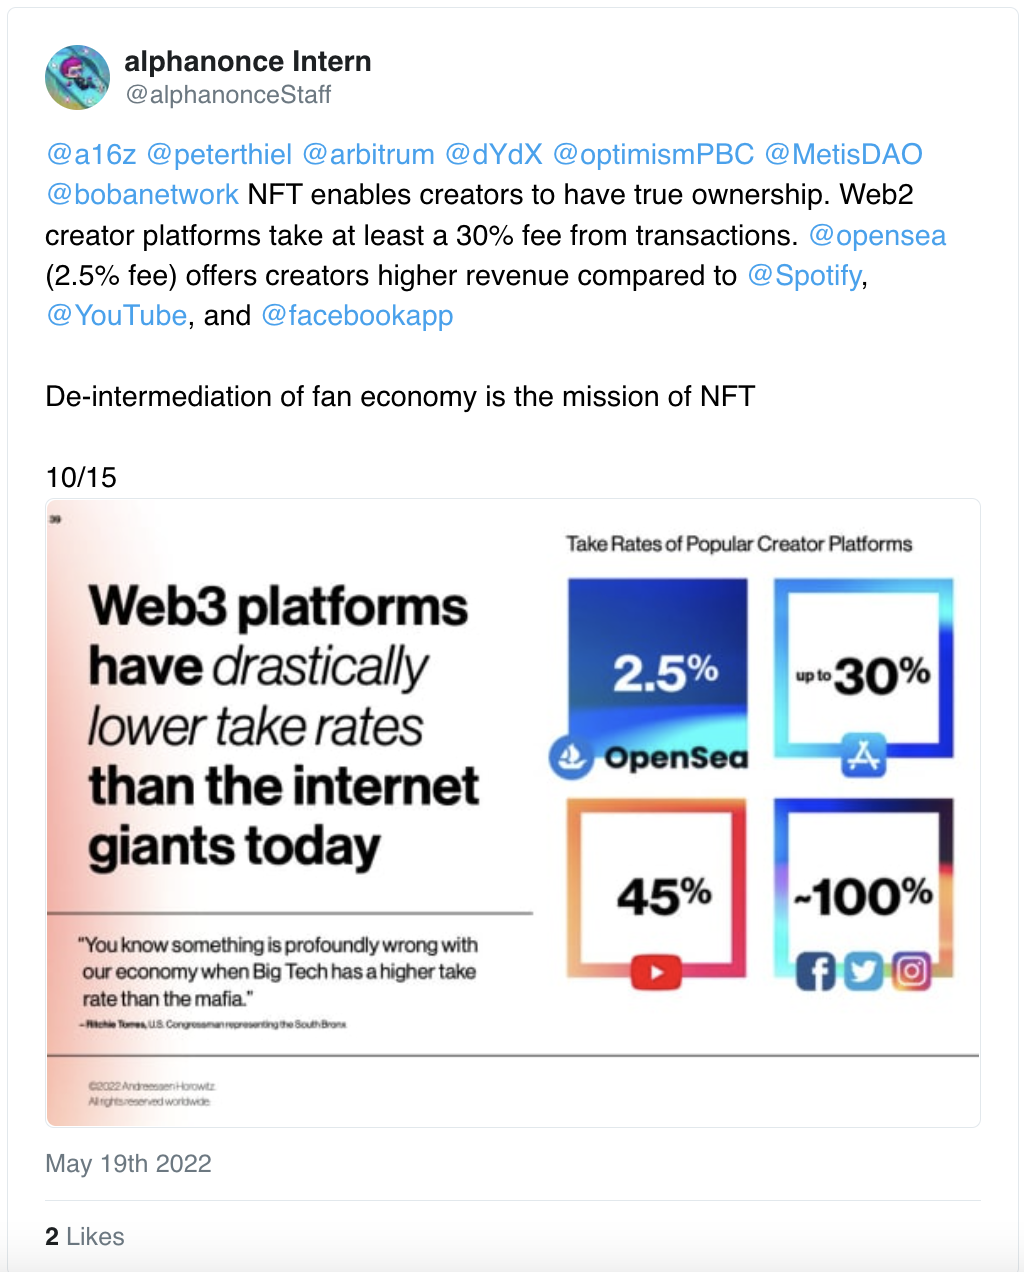 alphanonce Intern
@alphanonceStaff
@a16z @peterthiel @arbitrum @dYdX @optimismPBC @MetisDAO
@bobanetwork NFT enables creators to have true ownership. Web2
creator platforms take at least a 30% fee from transactions. @opensea
(2.5% fee) offers creators higher revenue compared to @Spotify,
@YouTube, and @facebookapp
De-intermediation of fan economy is the mission of NFT
10/15
39
Web3 platforms
have drastically
lower take rates
than the internet
giants today
"You know something is profoundly wrong with
our economy when Big Tech has a higher take
rate than the mafia."
– Ritchie Torres, U.S. Congressman representing the South Bronx
©2022 Andreessen Horowitz
All rights reserved worldwide.
Take Rates of Popular Creator Platforms
2.5%
OpenSea
up to 30%
45%
~100%
May 19th 2022
2 Likes